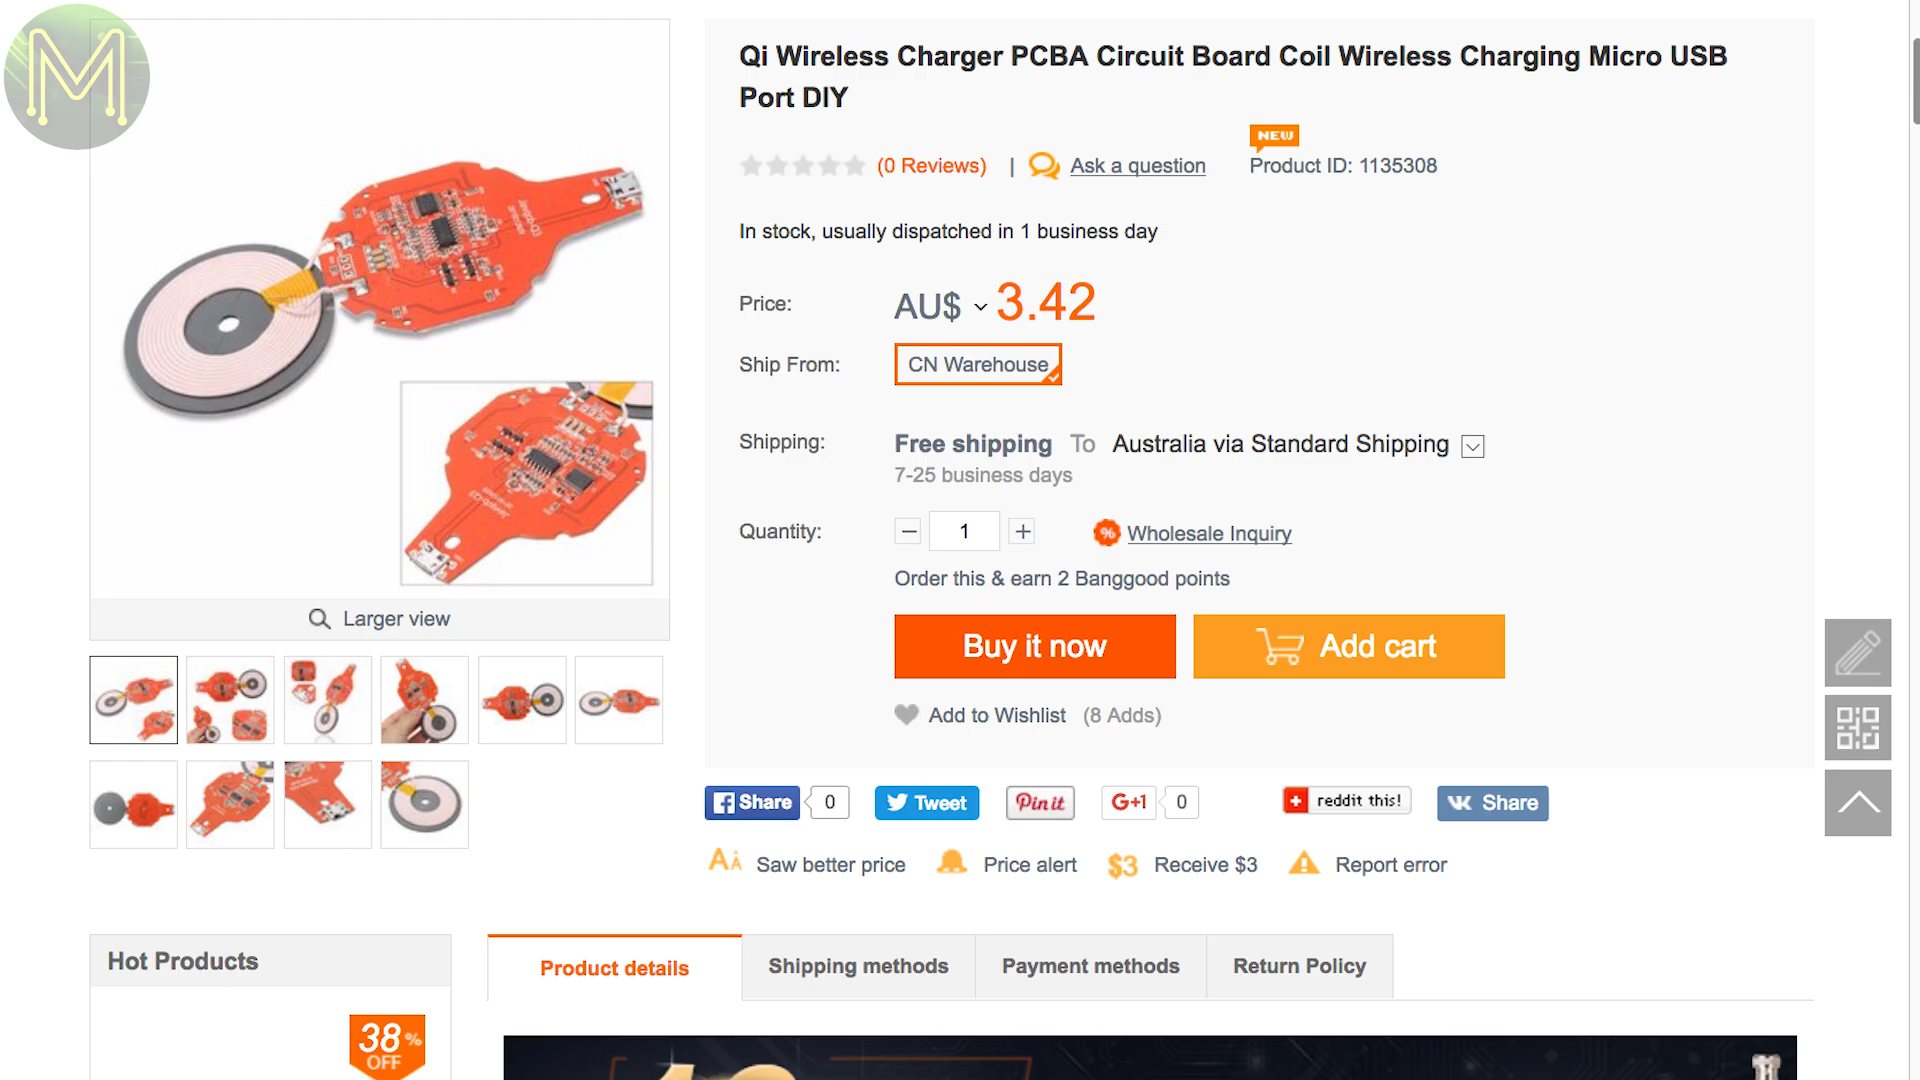 M
Qi Wireless Charger PCBA Circuit Board Coil Wireless Charging Micro USB
Port DIY
(0 Reviews) | Ask a question
NEW
Product ID: 1135308
In stock, usually dispatched in 1 business day
Price: AU$ 3.42
Ship From: CN Warehouse
Shipping: Free shipping To Australia via Standard Shipping
7-25 business days
Quantity: − 1 + % Wholesale Inquiry
Order this & earn 2 Banggood points
Buy it now Add cart
Add to Wishlist (8 Adds)
Larger view
Share 0 Tweet Pin it G+1 0 reddit this! Share
Saw better price Price alert $3 Receive $3 Report error
Hot Products
38% OFF
Product details Shipping methods Payment methods Return Policy